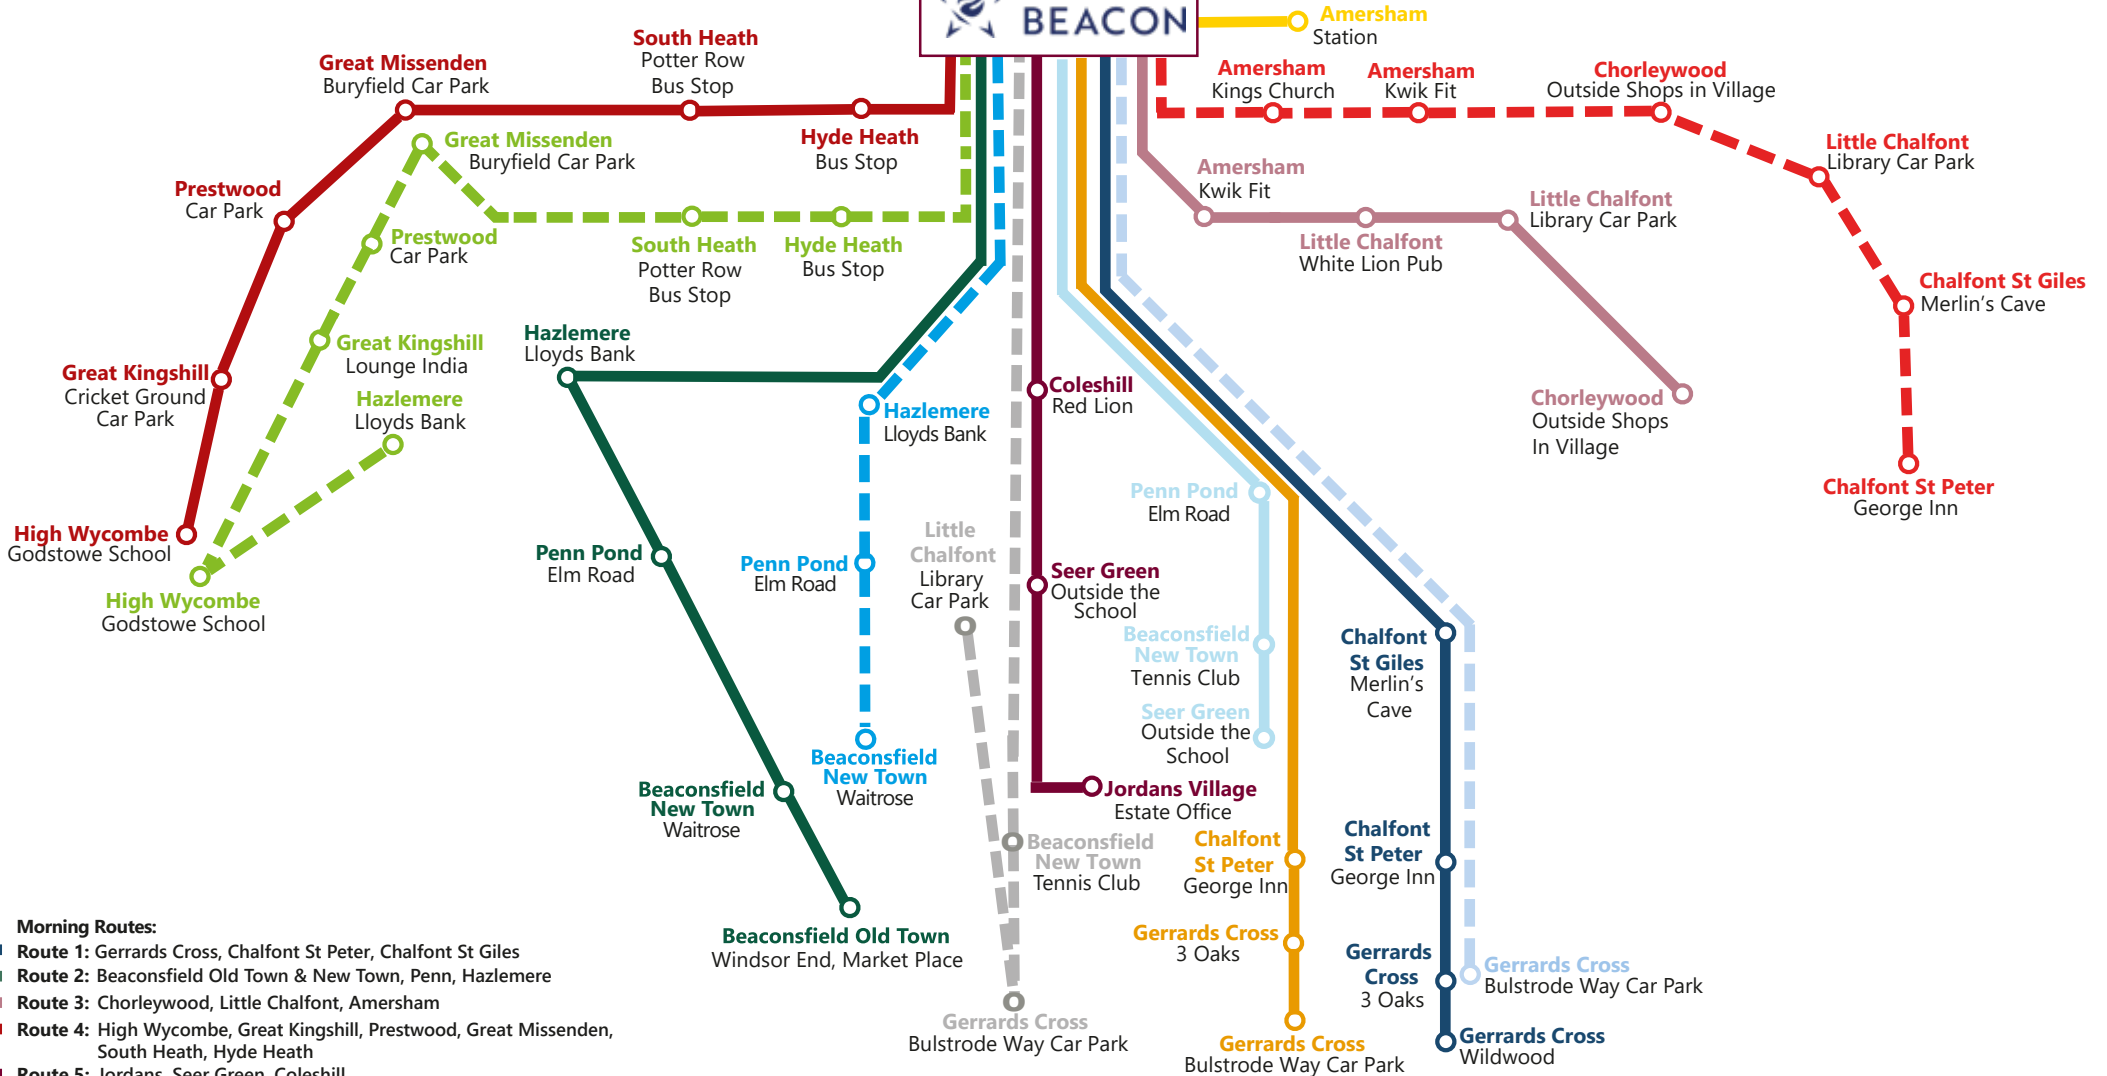 BEACON
Amersham
Station
South Heath
Potter Row
Bus Stop
Great Missenden
Buryfield Car Park
Hyde Heath
Bus Stop
Amersham
Kings Church
Amersham
Kwik Fit
Chorleywood
Outside Shops in Village
Little Chalfont
Library Car Park
Great Missenden
Buryfield Car Park
Prestwood
Car Park
Amersham
Kwik Fit
Little Chalfont
Library Car Park
Prestwood
Car Park
South Heath
Potter Row
Bus Stop
Hyde Heath
Bus Stop
Little Chalfont
White Lion Pub
Chalfont St Giles
Merlin’s Cave
Hazlemere
Lloyds Bank
Great Kingshill
Lounge India
Great Kingshill
Cricket Ground
Car Park
Hazlemere
Lloyds Bank
Hazlemere
Lloyds Bank
Coleshill
Red Lion
Chorleywood
Outside Shops
In Village
Chalfont St Peter
George Inn
High Wycombe
Godstowe School
High Wycombe
Godstowe School
Penn Pond
Elm Road
Penn Pond
Elm Road
Little
Chalfont
Library
Car Park
Seer Green
Outside the
School
Penn Pond
Elm Road
Beaconsfield
New Town
Tennis Club
Seer Green
Outside the
School
Chalfont
St Giles
Merlin’s
Cave
Beaconsfield
New Town
Waitrose
Beaconsfield
New Town
Waitrose
Jordans Village
Estate Office
Beaconsfield
New Town
Tennis Club
Chalfont
St Peter
George Inn
Chalfont
St Peter
George Inn
Beaconsfield Old Town
Windsor End, Market Place
Gerrards Cross
3 Oaks
Gerrards
Cross
3 Oaks
Gerrards Cross
Bulstrode Way Car Park
Gerrards Cross
Bulstrode Way Car Park
Gerrards Cross
Bulstrode Way Car Park
Gerrards Cross
Wildwood
Morning Routes:
Route 1: Gerrards Cross, Chalfont St Peter, Chalfont St Giles
Route 2: Beaconsfield Old Town & New Town, Penn, Hazlemere
Route 3: Chorleywood, Little Chalfont, Amersham
Route 4: High Wycombe, Great Kingshill, Prestwood, Great Missenden,
South Heath, Hyde Heath
Route 5: Jordans, Seer Green, Coleshill